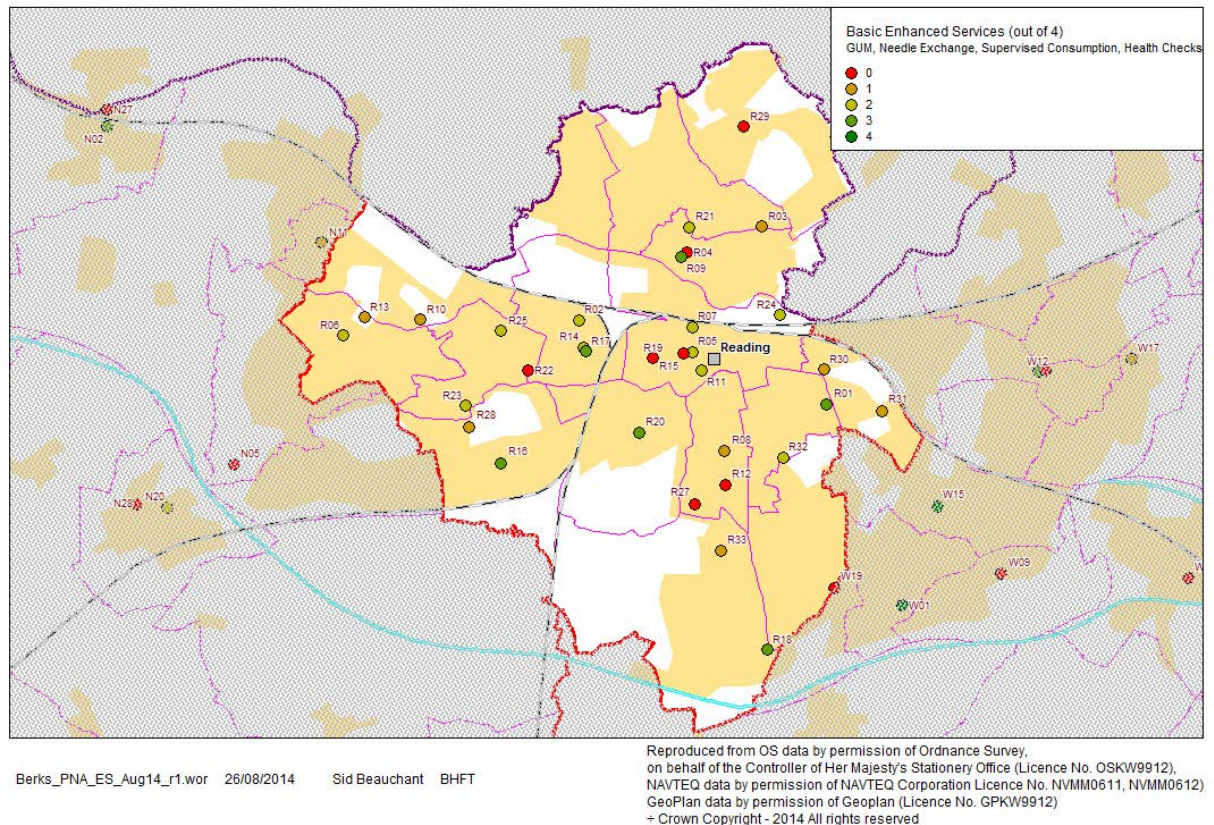 Basic Enhanced Services (out of 4)
GUM, Needle Exchange, Supervised Consumption, Health Checks
0
1
2
3
4
N27
N02
R29
R21
R03
N11
R04
R09
R24
R13
R10
R02
R07
R06
R25
R14
R17
R19
R05
Reading
R15
R30
W17
W12
R22
R11
R23
R01
R31
R28
R20
R08
R32
R16
N05
R12
R27
N28
N20
W15
R33
W19
W09
W
W01
R18
Berks_PNA_ES_Aug14_r1.wor 26/08/2014 Sid Beauchant BHFT
Reproduced from OS data by permission of Ordnance Survey,
on behalf of the Controller of Her Majesty's Stationery Office (Licence No. OSKW9912),
NAVTEQ data by permission of NAVTEQ Corporation Licence No. NVMM0611, NVMM0612)
GeoPlan data by permission of Geoplan (Licence No. GPKW9912)
÷ Crown Copyright - 2014 All rights reserved